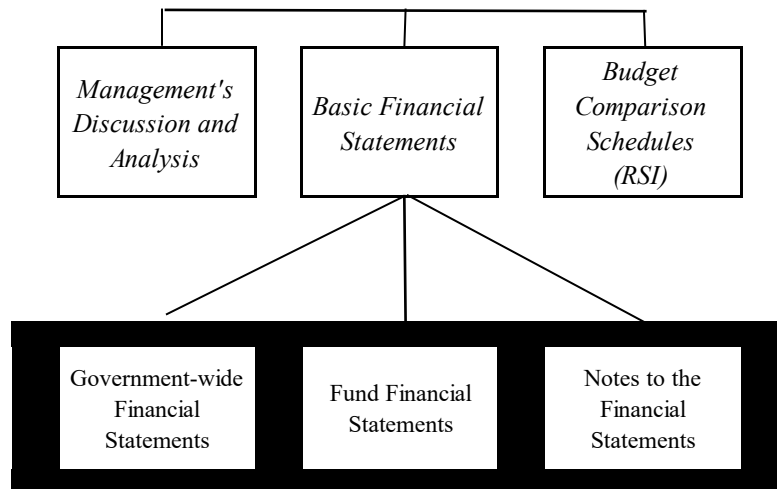 Management's
Discussion and
Analysis
Basic Financial
Statements
Budget
Comparison
Schedules
(RSI)
Government-wide
Financial
Statements
Fund Financial
Statements
Notes to the
Financial
Statements